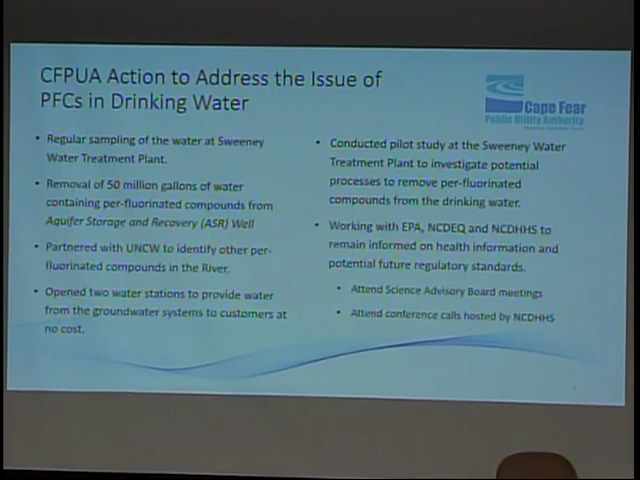 CFPUA Action to Address the Issue of
PFCs in Drinking Water
Cape Fear
Public Utility Authority
• Regular sampling of the water at Sweeney
Water Treatment Plant.
• Removal of 50 million gallons of water
containing per-fluorinated compounds from
Aquifer Storage and Recovery (ASR) Well
• Partnered with UNCW to identify other per-
fluorinated compounds in the River.
• Opened two water stations to provide water
from the groundwater systems to customers at
no cost.
• Conducted pilot study at the Sweeney Water
Treatment Plant to investigate potential
processes to remove per-fluorinated
compounds from the drinking water.
• Working with EPA, NCDEQ and NCDHHS to
remain informed on health information and
potential future regulatory standards.
• Attend Science Advisory Board meetings
• Attend conference calls hosted by NCDHHS